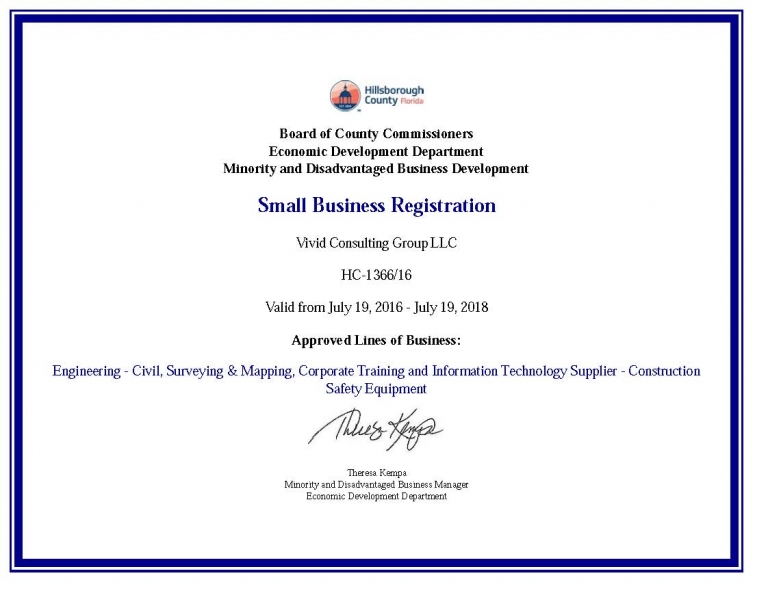 Hillsborough
County Florida
Board of County Commissioners
Economic Development Department
Minority and Disadvantaged Business Development
Small Business Registration
Vivid Consulting Group LLC
HC-1366/16
Valid from July 19, 2016 - July 19, 2018
Approved Lines of Business:
Engineering - Civil, Surveying & Mapping, Corporate Training and Information Technology Supplier - Construction
Safety Equipment
Theresa Kempa
Theresa Kempa
Minority and Disadvantaged Business Manager
Economic Development Department